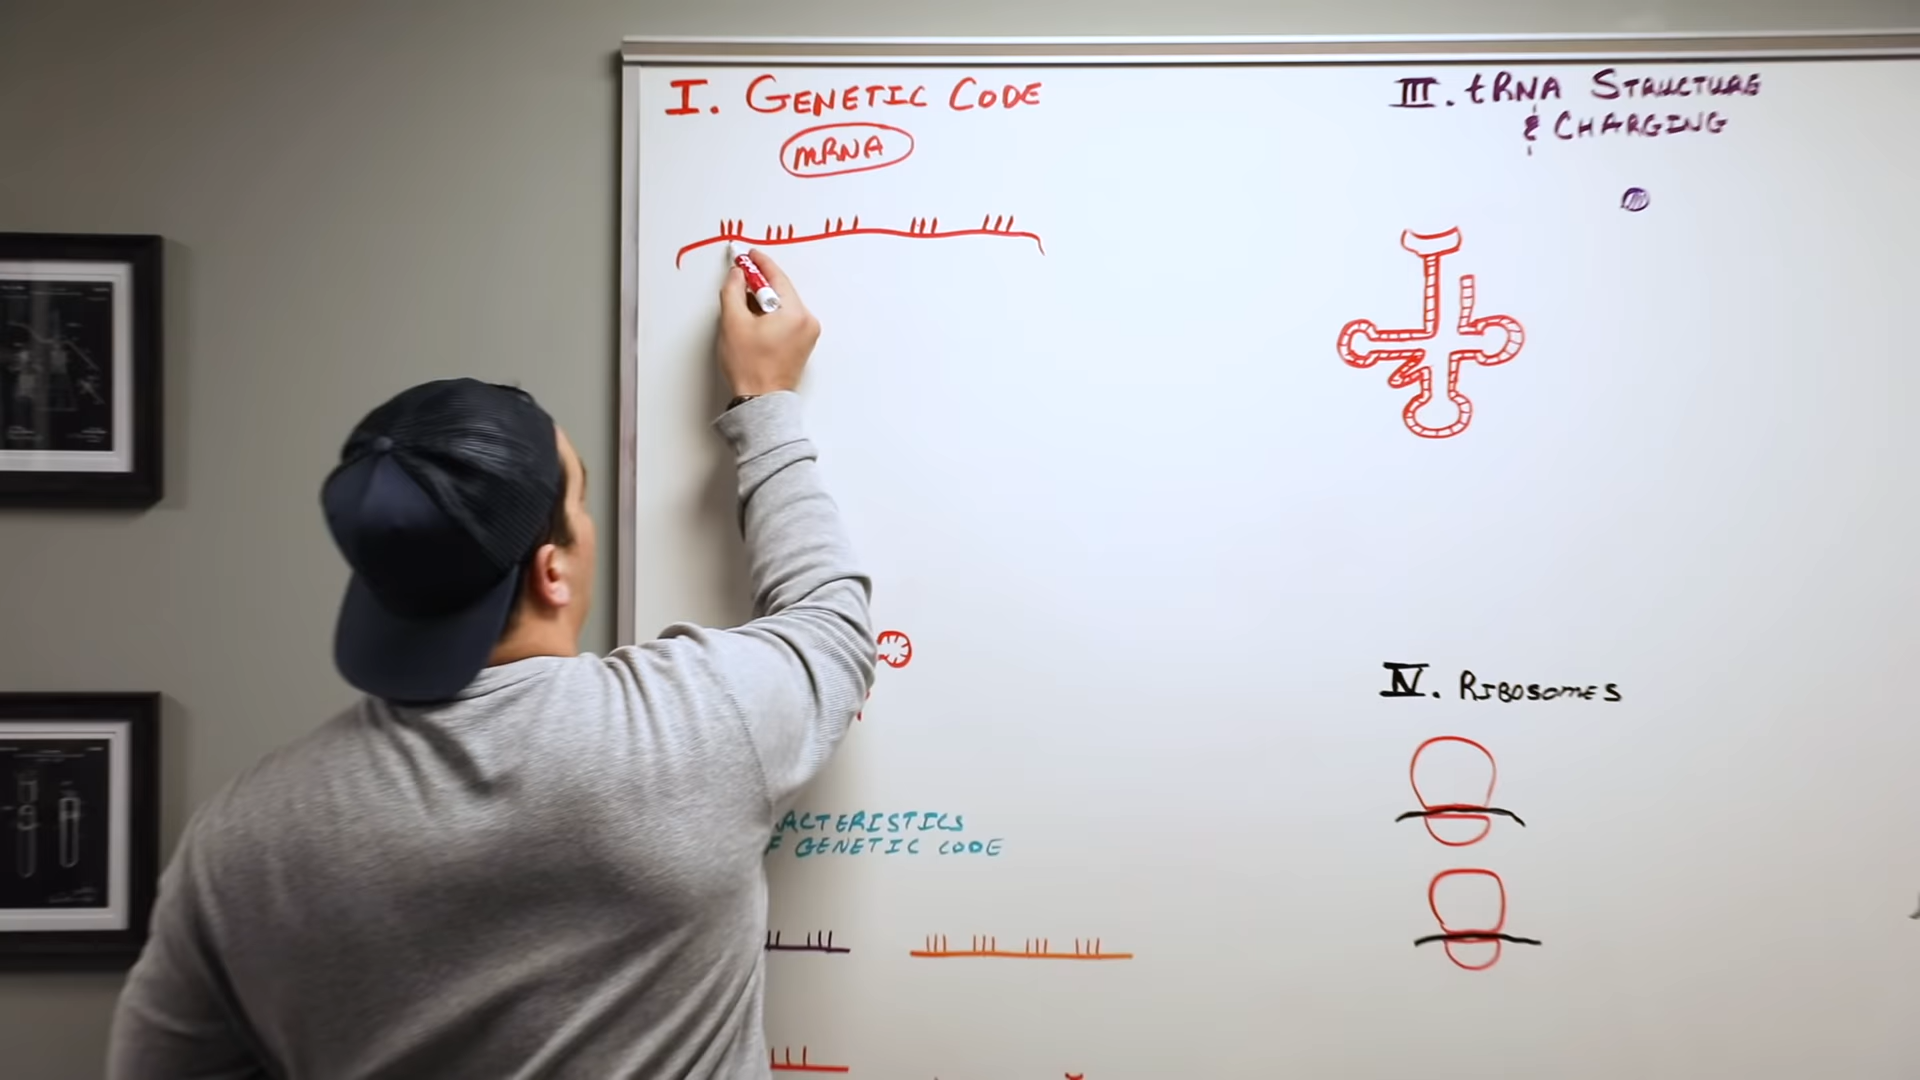 I. GENETIC CODE
mRNA
III. tRNA STRUCTURE
& CHARGING
IV. RIBOSOMES
ACTERISTICS
F GENETIC CODE